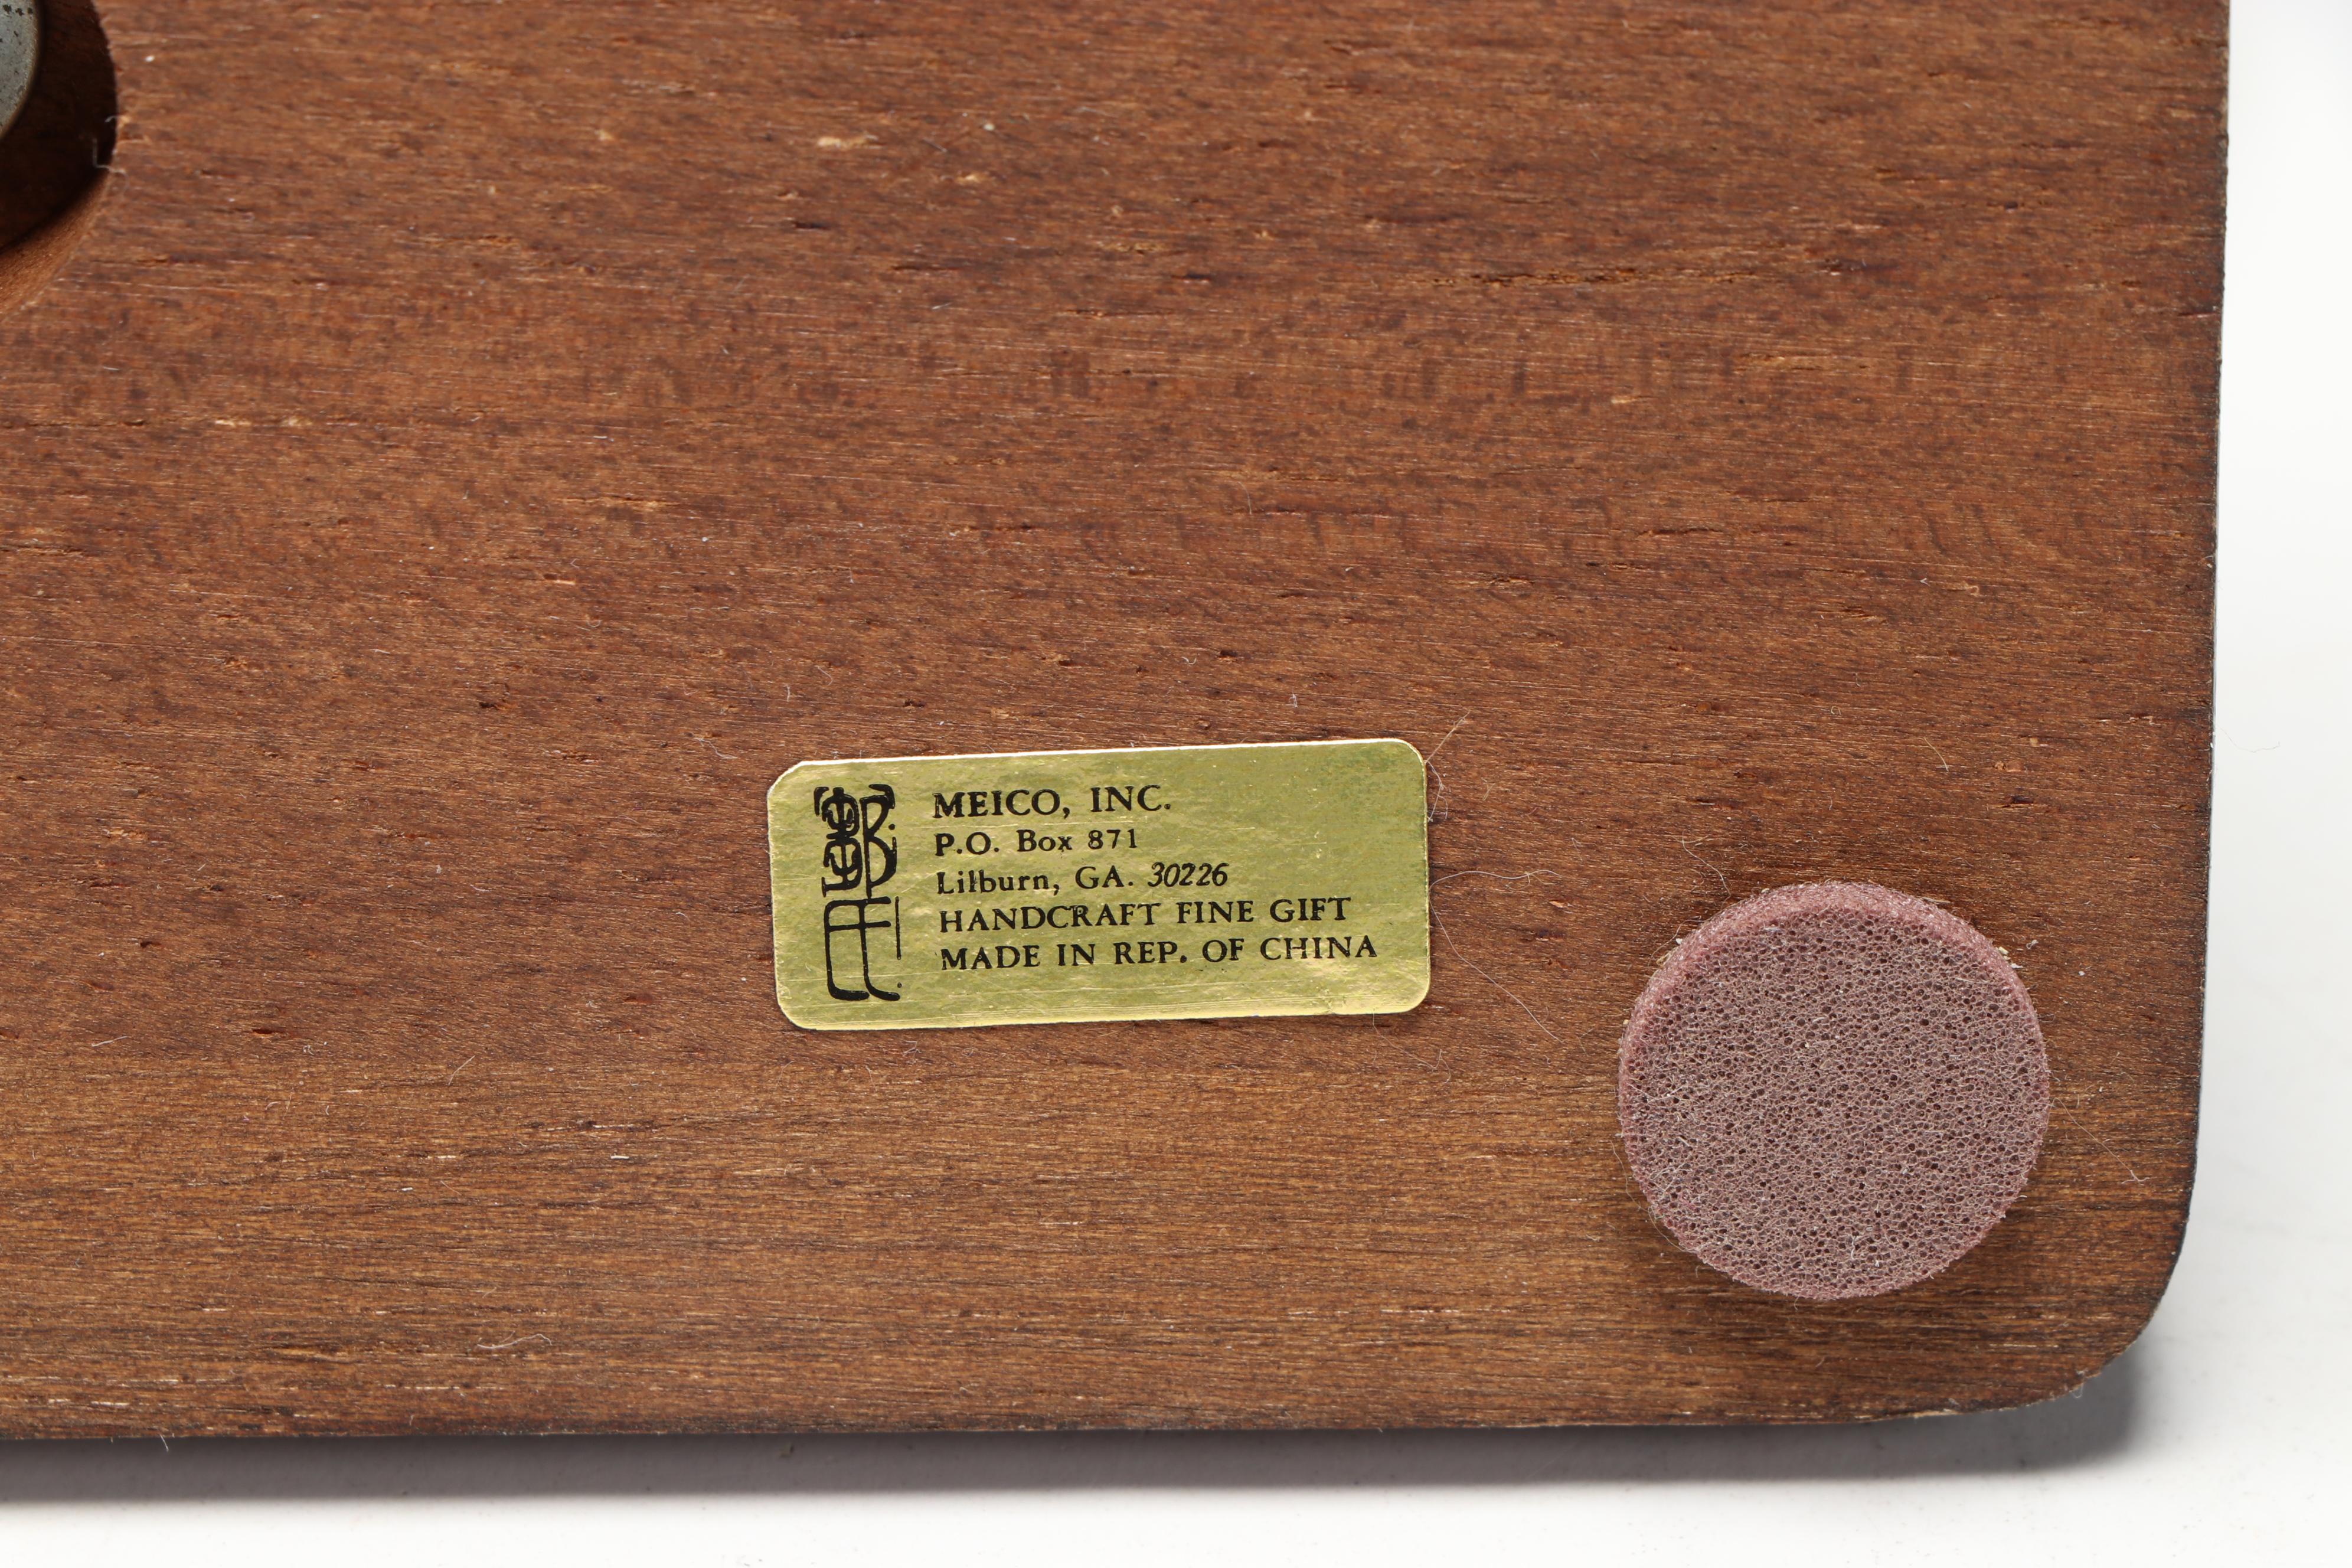 MEICO, INC.
P.O. Box 871
Lilburn, GA. 30226
HANDCRAFT FINE GIFT
MADE IN REP. OF CHINA